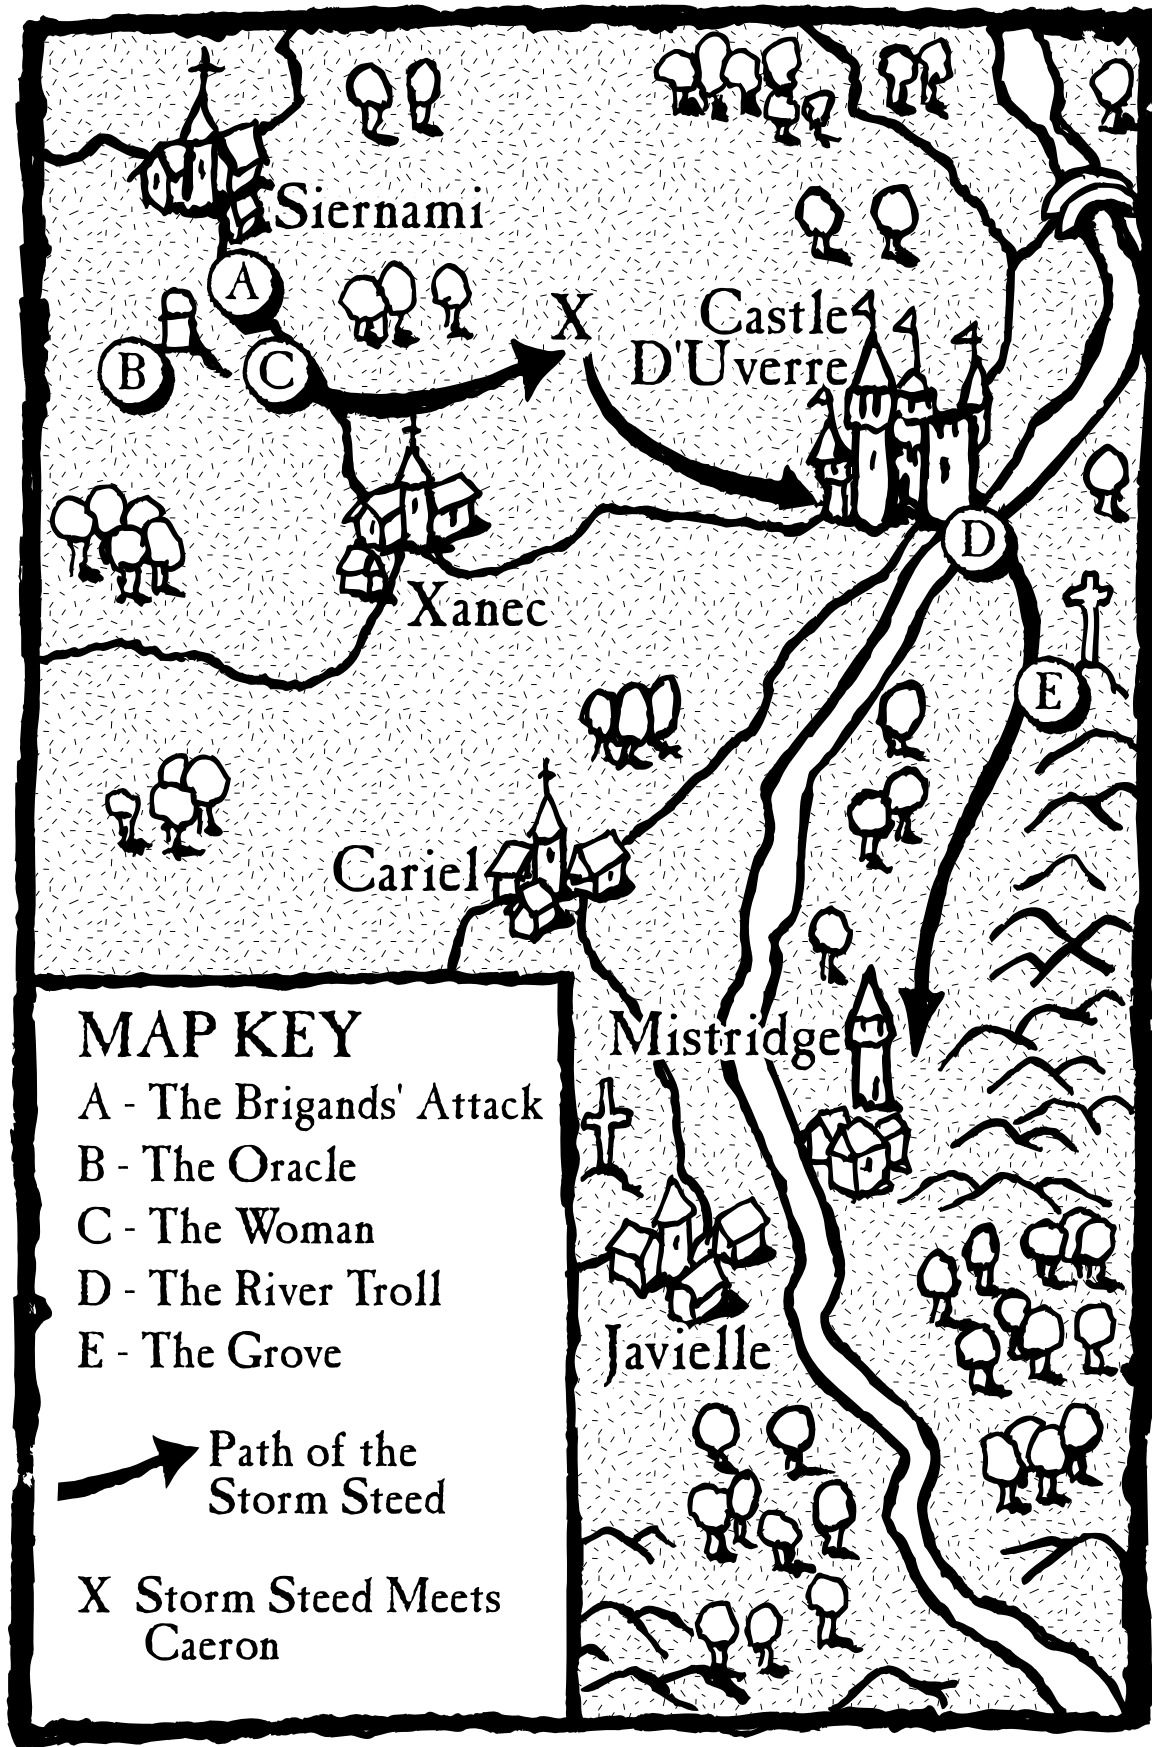 Siernami
A
X
Castle
D'Uverre
B
C
D
Xanec
E
Cariel
Mistridge
Javielle
MAP KEY
A - The Brigands' Attack
B - The Oracle
C - The Woman
D - The River Troll
E - The Grove
Path of the
Storm Steed
X Storm Steed Meets
Caeron